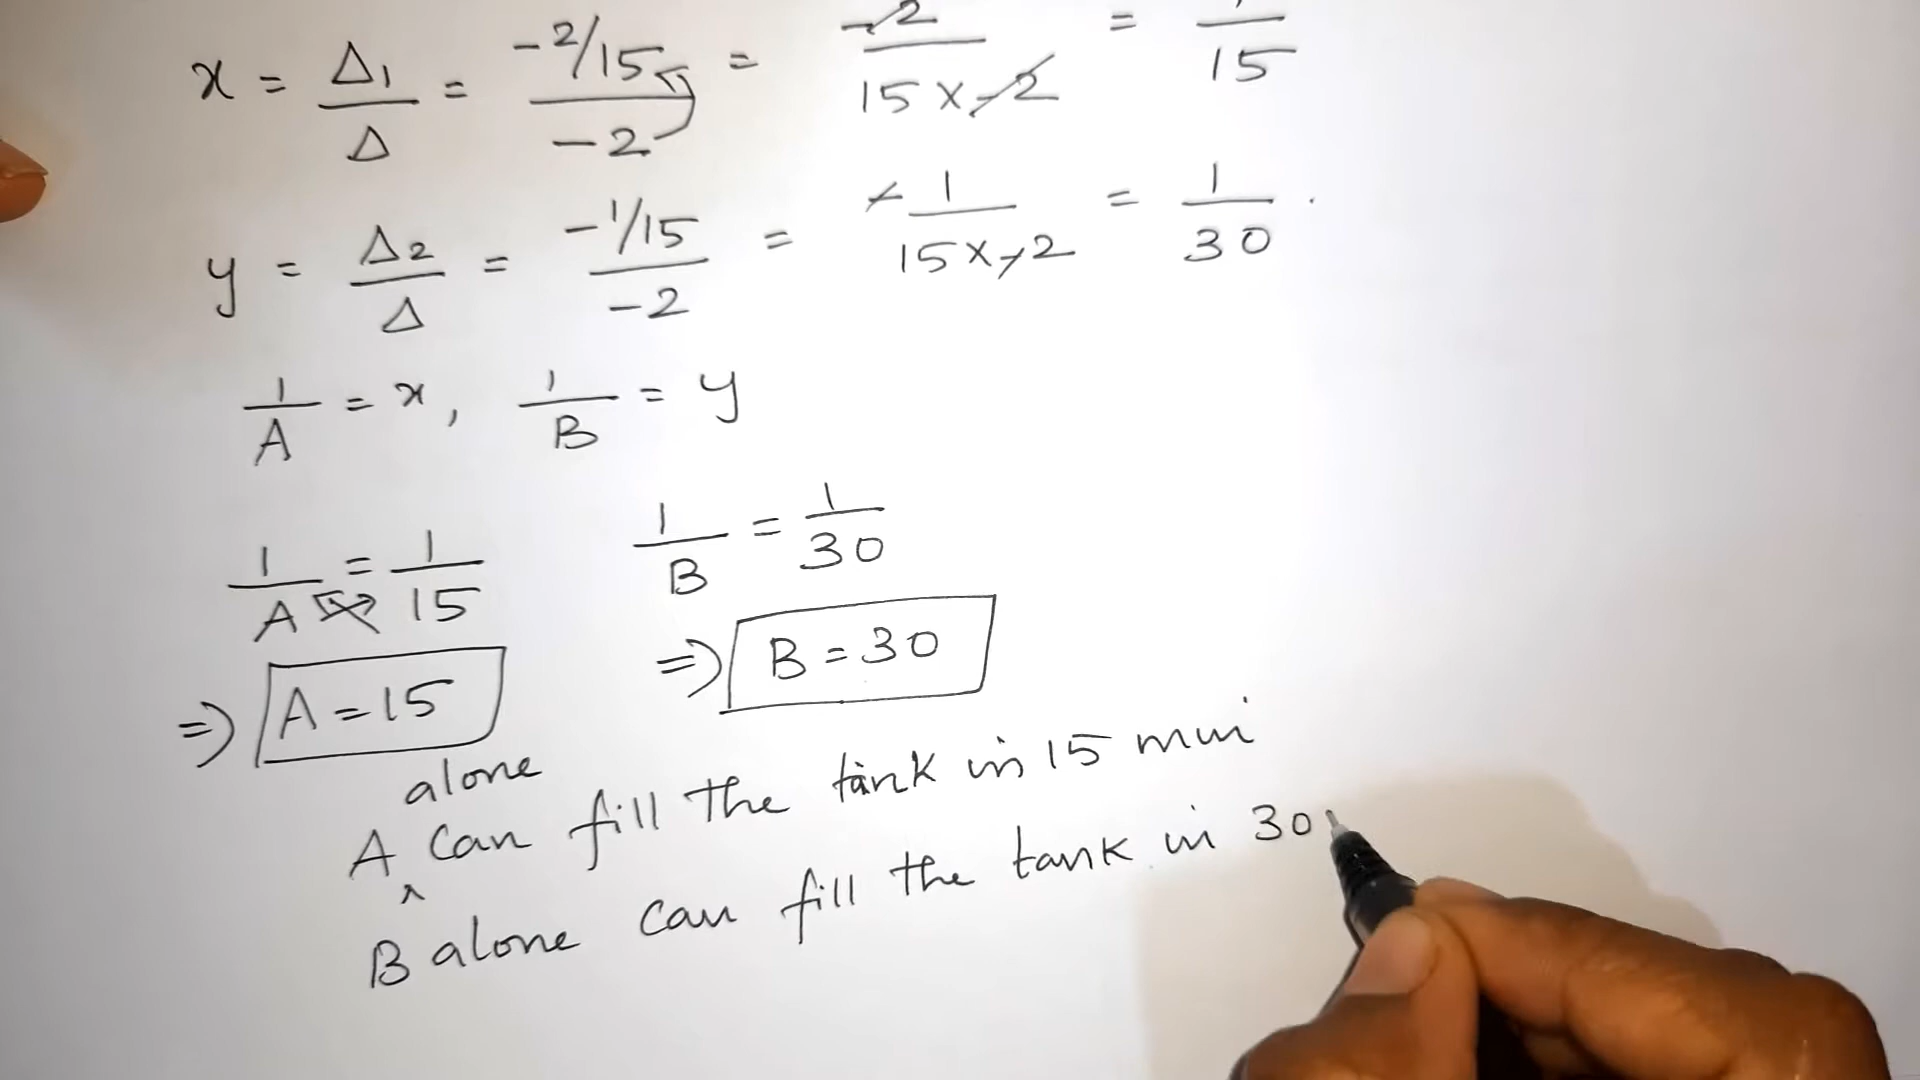 x = Δ1/Δ = (-2/15)/(-2) = -2/(15 x -2) = 1/15
y = Δ2/Δ = (-1/15)/(-2) = -1/(15 x -2) = 1/30.
1/A = x, 1/B = y
1/A = 1/15 1/B = 1/30
⇒ A = 15 ⇒ B = 30
A alone can fill the tank in 15 min
B alone can fill the tank in 30